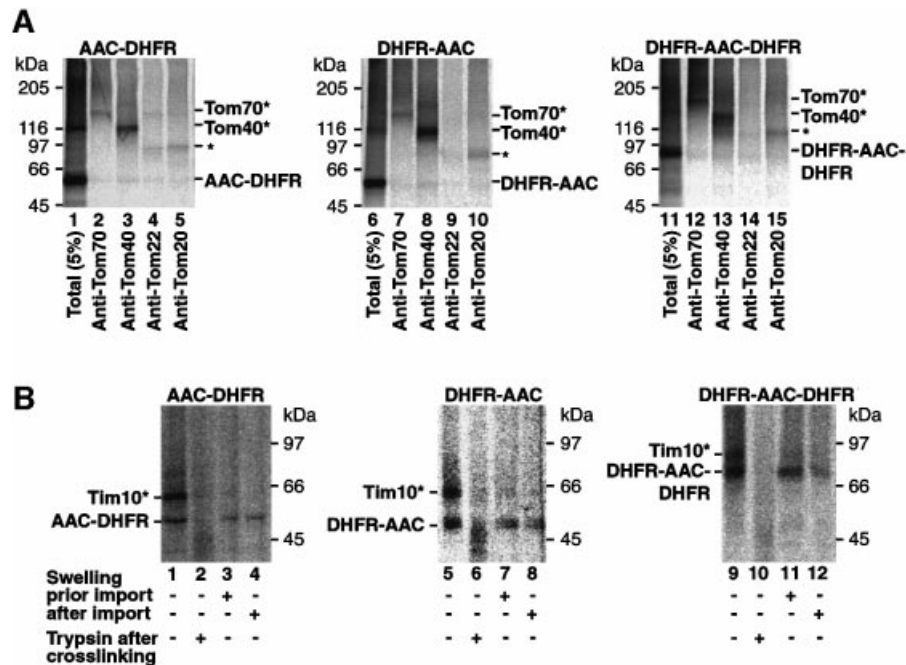 A
AAC-DHFR
kDa
205
116
97
66
45
Tom70*
Tom40*
*
AAC-DHFR
1 2 3 4 5
Total (5%)
Anti-Tom70
Anti-Tom40
Anti-Tom22
Anti-Tom20
DHFR-AAC
kDa
205
116
97
66
45
Tom70*
Tom40*
*
DHFR-AAC
6 7 8 9 10
Total (5%)
Anti-Tom70
Anti-Tom40
Anti-Tom22
Anti-Tom20
DHFR-AAC-DHFR
kDa
205
116
97
66
45
Tom70*
Tom40*
*
DHFR-AAC-
DHFR
11 12 13 14 15
Total (5%)
Anti-Tom70
Anti-Tom40
Anti-Tom22
Anti-Tom20
B
AAC-DHFR
kDa
97
66
45
Tim10*
AAC-DHFR
DHFR-AAC
kDa
97
66
45
Tim10*
DHFR-AAC
DHFR-AAC-DHFR
kDa
97
66
45
Tim10*
DHFR-AAC-
DHFR
1 2 3 4 5 6 7 8 9 10 11 12
Swelling
prior import - - + - - - + - - - + -
after import - - - + - - - + - - - +
Trypsin after
crosslinking - + - - - + - - - + - -